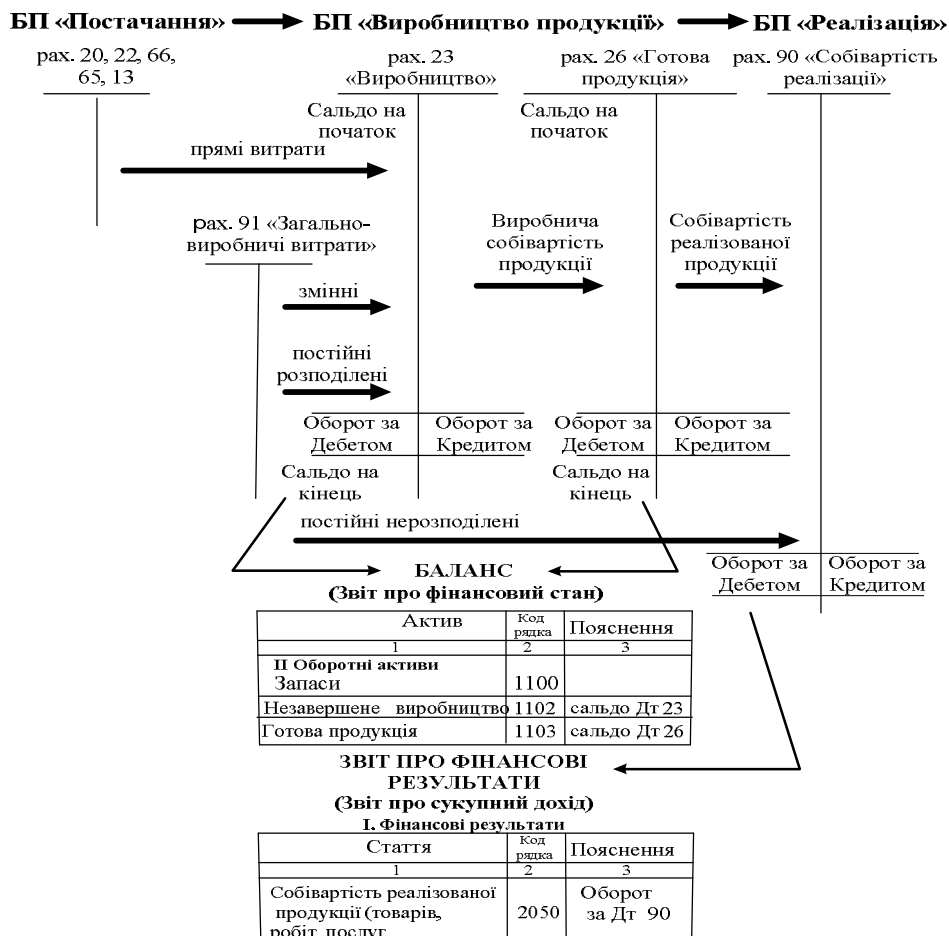 БП «Постачання» БП «Виробництво продукції» БП «Реалізація»
рах. 20, 22, 66,
65, 13
рах. 23
«Виробництво»
рах. 26 «Готова
продукція»
рах. 90 «Собівартість
реалізації»
Сальдо на
початок
Сальдо на
початок
прямі витрати
рах. 91 «Загально-
виробничі витрати»
Виробнича
собівартість
продукції
Собівартість
реалізованої
продукції
змінні
постійні
розподілені
Оборот за
Дебетом
Оборот за
Кредитом
Оборот за
Дебетом
Оборот за
Кредитом
Сальдо на
кінець
Сальдо на
кінець
постійні нерозподілені
Оборот за
Дебетом
Оборот за
Кредитом
БАЛАНС
(Звіт про фінансовий стан)
Актив Код рядка Пояснення
1 2 3
ІІ Оборотні активи
Запаси 1100
Незавершене виробництво 1102 сальдо Дт 23
Готова продукція 1103 сальдо Дт 26
ЗВІТ ПРО ФІНАНСОВІ
РЕЗУЛЬТАТИ
(Звіт про сукупний дохід)
І. Фінансові результати
Стаття Код рядка Пояснення
1 2 3
Собівартість реалізованої
продукції (товарів,
робіт, послуг
2050
Оборот
за Дт 90